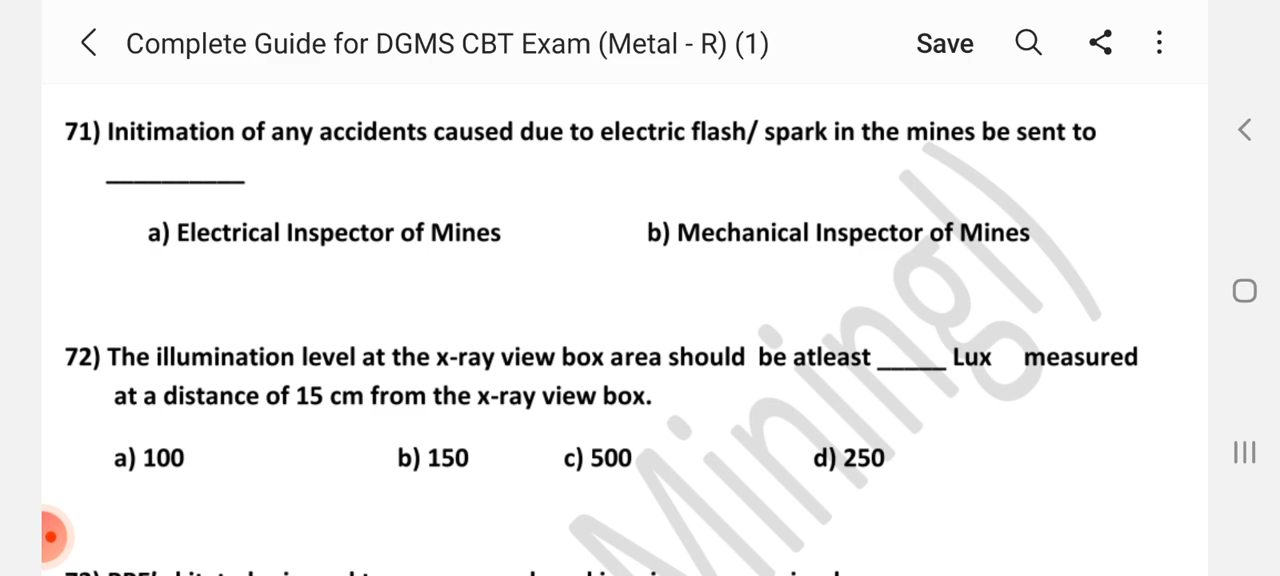 Complete Guide for DGMS CBT Exam (Metal - R) (1) Save
71) Initimation of any accidents caused due to electric flash/ spark in the mines be sent to
__________
a) Electrical Inspector of Mines b) Mechanical Inspector of Mines
72) The illumination level at the x-ray view box area should be atleast _____ Lux measured
at a distance of 15 cm from the x-ray view box.
a) 100 b) 150 c) 500 d) 250
Mining!)